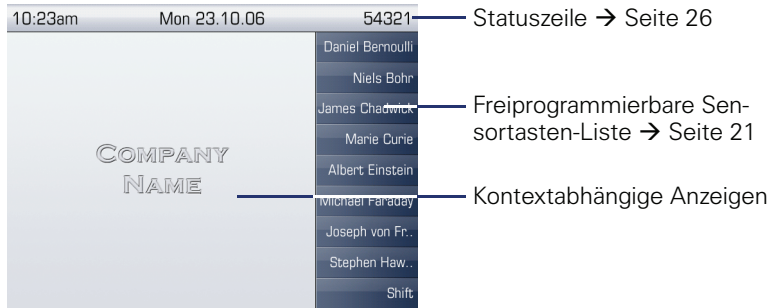 10:23am Mon 23.10.06 54321
Statuszeile → Seite 26
Daniel Bernoulli
Niels Bohr
James Chadwick
Freiprogrammierbare Sen-
sortasten-Liste → Seite 21
Marie Curie
COMPANY
NAME
Albert Einstein
Michael Faraday
Kontextabhängige Anzeigen
Joseph von Fr..
Stephen Haw..
Shift